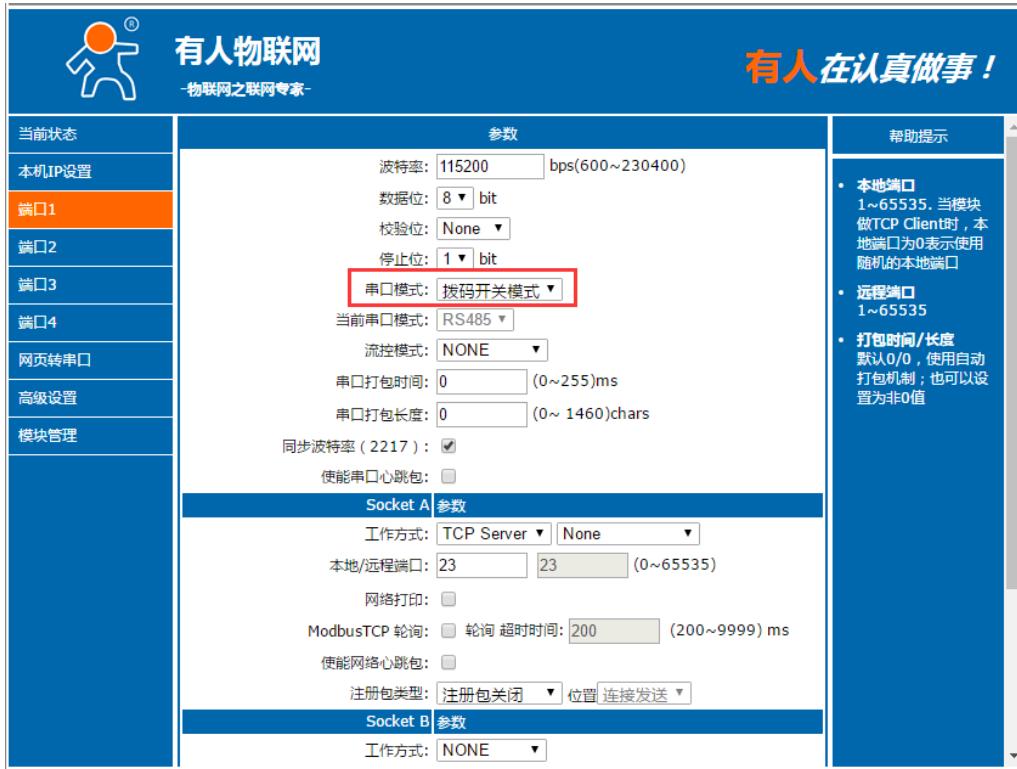 ®
有人物联网
-物联网之联网专家-
有人在认真做事！
当前状态
本机IP设置
端口1
端口2
端口3
端口4
网页转串口
高级设置
模块管理
参数
波特率: 115200 bps(600~230400)
数据位: 8 bit
校验位: None
停止位: 1 bit
串口模式: 拨码开关模式
当前串口模式: RS485
流控模式: NONE
串口打包时间: 0 (0~255)ms
串口打包长度: 0 (0~ 1460)chars
同步波特率 ( 2217 ) :
使能串口心跳包:
Socket A 参数
工作方式: TCP Server None
本地/远程端口: 23 23 (0~65535)
网络打印:
ModbusTCP 轮询: 轮询 超时时间: 200 (200~9999) ms
使能网络心跳包:
注册包类型: 注册包关闭 位置 连接发送
Socket B 参数
工作方式: NONE
帮助提示
• 本地端口
1~65535. 当模块
做TCP Client时，本
地端口为0表示使用
随机的本地端口
• 远程端口
1~65535
• 打包时间/长度
默认0/0，使用自动
打包机制；也可以设
置为非0值